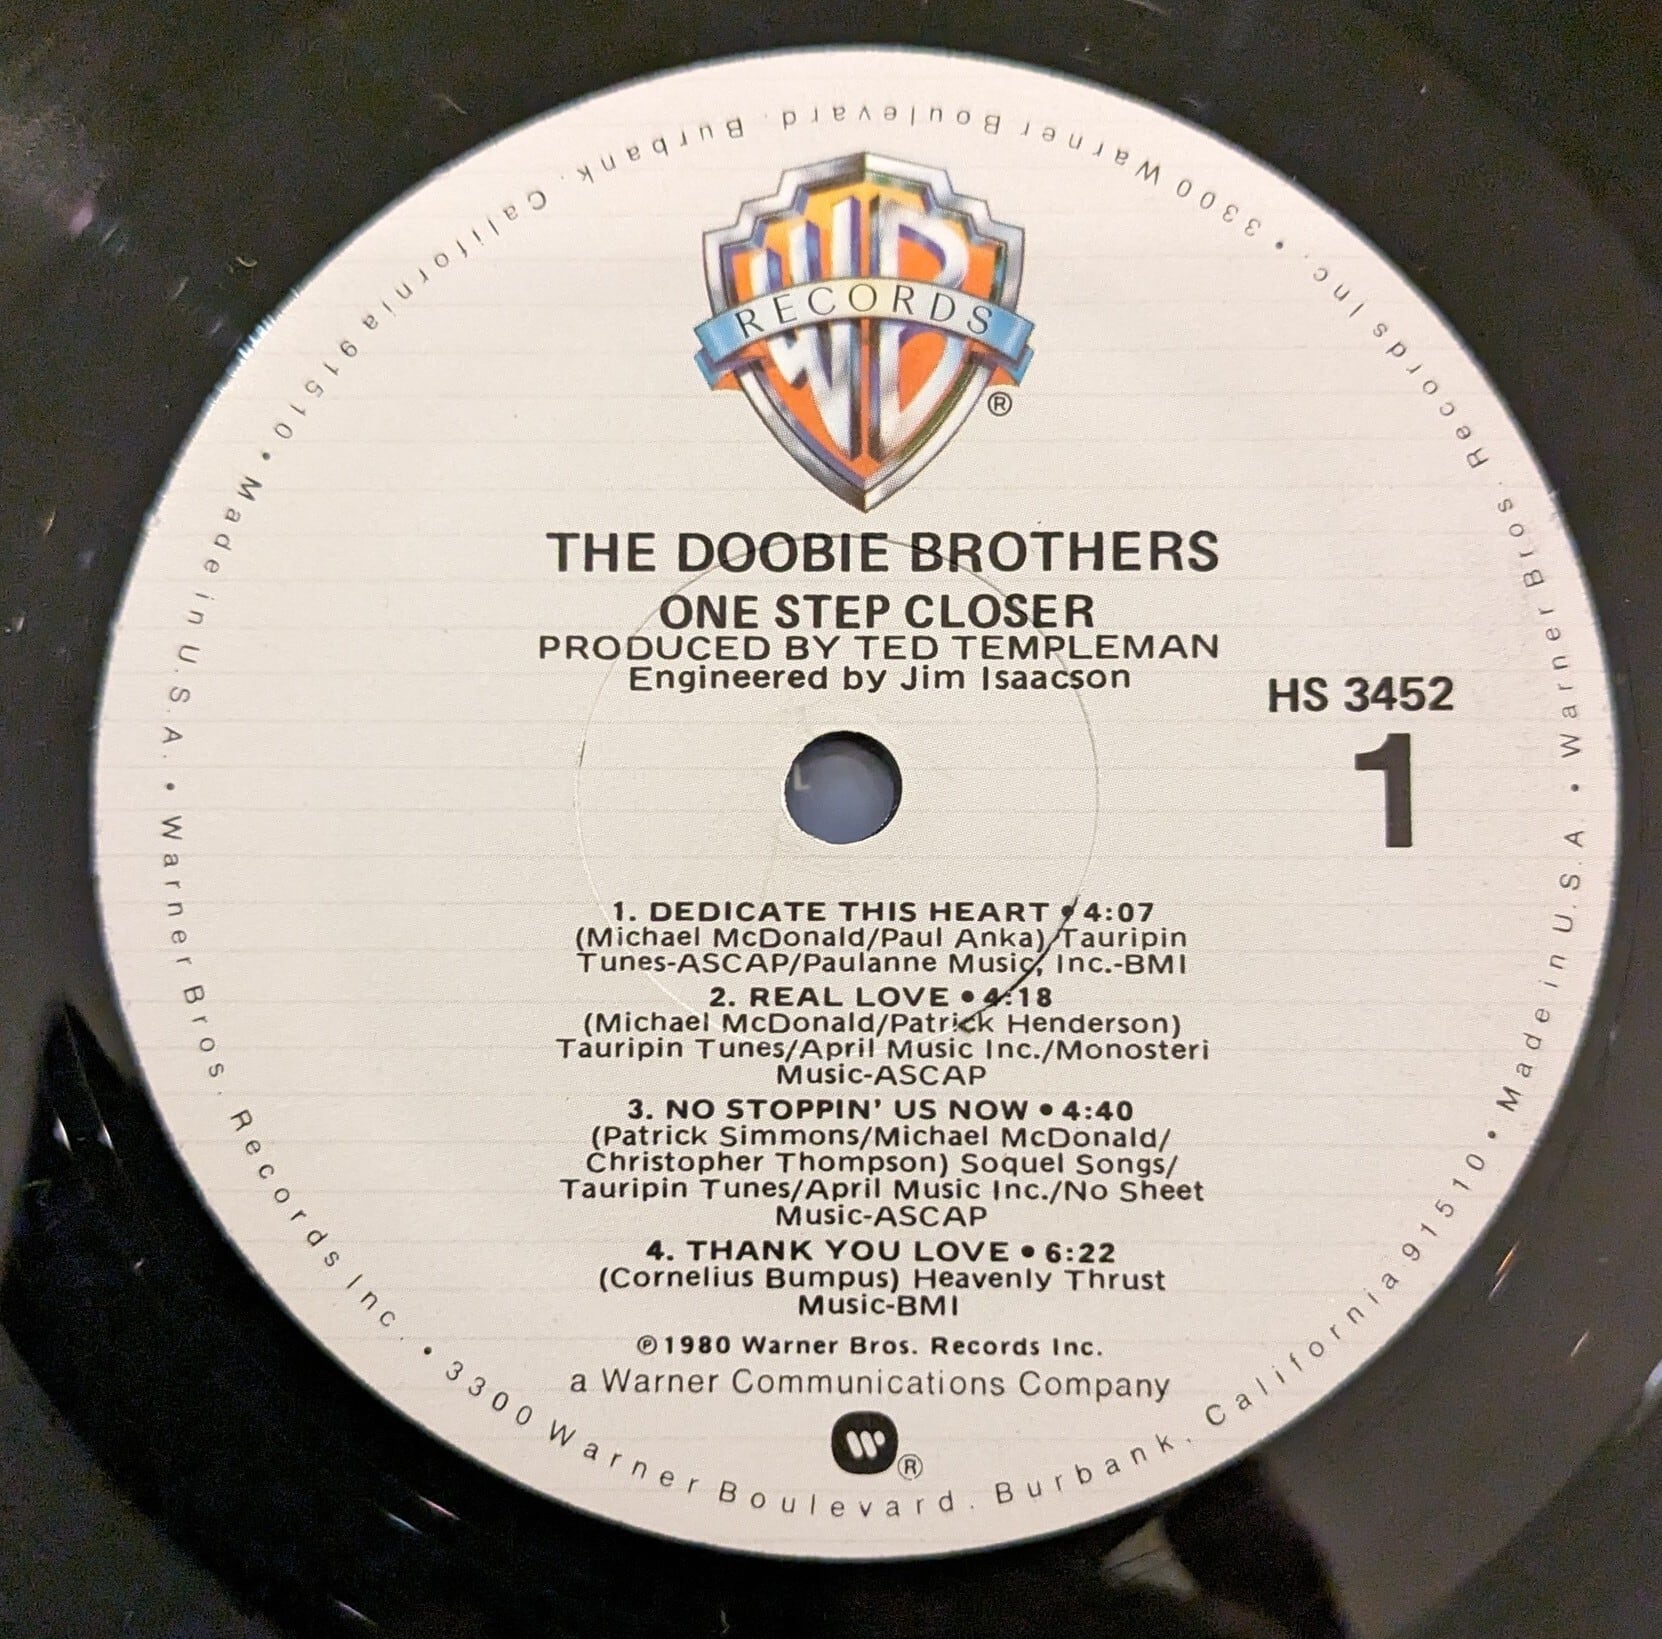 WB
RECORDS
®
THE DOOBIE BROTHERS
ONE STEP CLOSER
PRODUCED BY TED TEMPLEMAN
Engineered by Jim Isaacson
HS 3452
1
1. DEDICATE THIS HEART • 4:07
(Michael McDonald/Paul Anka)/Tauripin
Tunes-ASCAP/Paulanne Music, Inc.-BMI
2. REAL LOVE • 4:18
(Michael McDonald/Patrick Henderson)
Tauripin Tunes/April Music Inc./Monosteri
Music-ASCAP
3. NO STOPPIN' US NOW • 4:40
(Patrick Simmons/Michael McDonald/
Christopher Thompson) Soquel Songs/
Tauripin Tunes/April Music Inc./No Sheet
Music-ASCAP
4. THANK YOU LOVE • 6:22
(Cornelius Bumpus) Heavenly Thrust
Music-BMI
℗1980 Warner Bros. Records Inc.
a Warner Communications Company
®
Made in U.S.A. • Warner Bros. Records Inc. • 3300 Warner Boulevard. Burbank, California 91510 • Made in U.S.A. • Warner Bros. Records Inc. • 3300 Warner Boulevard. Burbank, California 91510 •